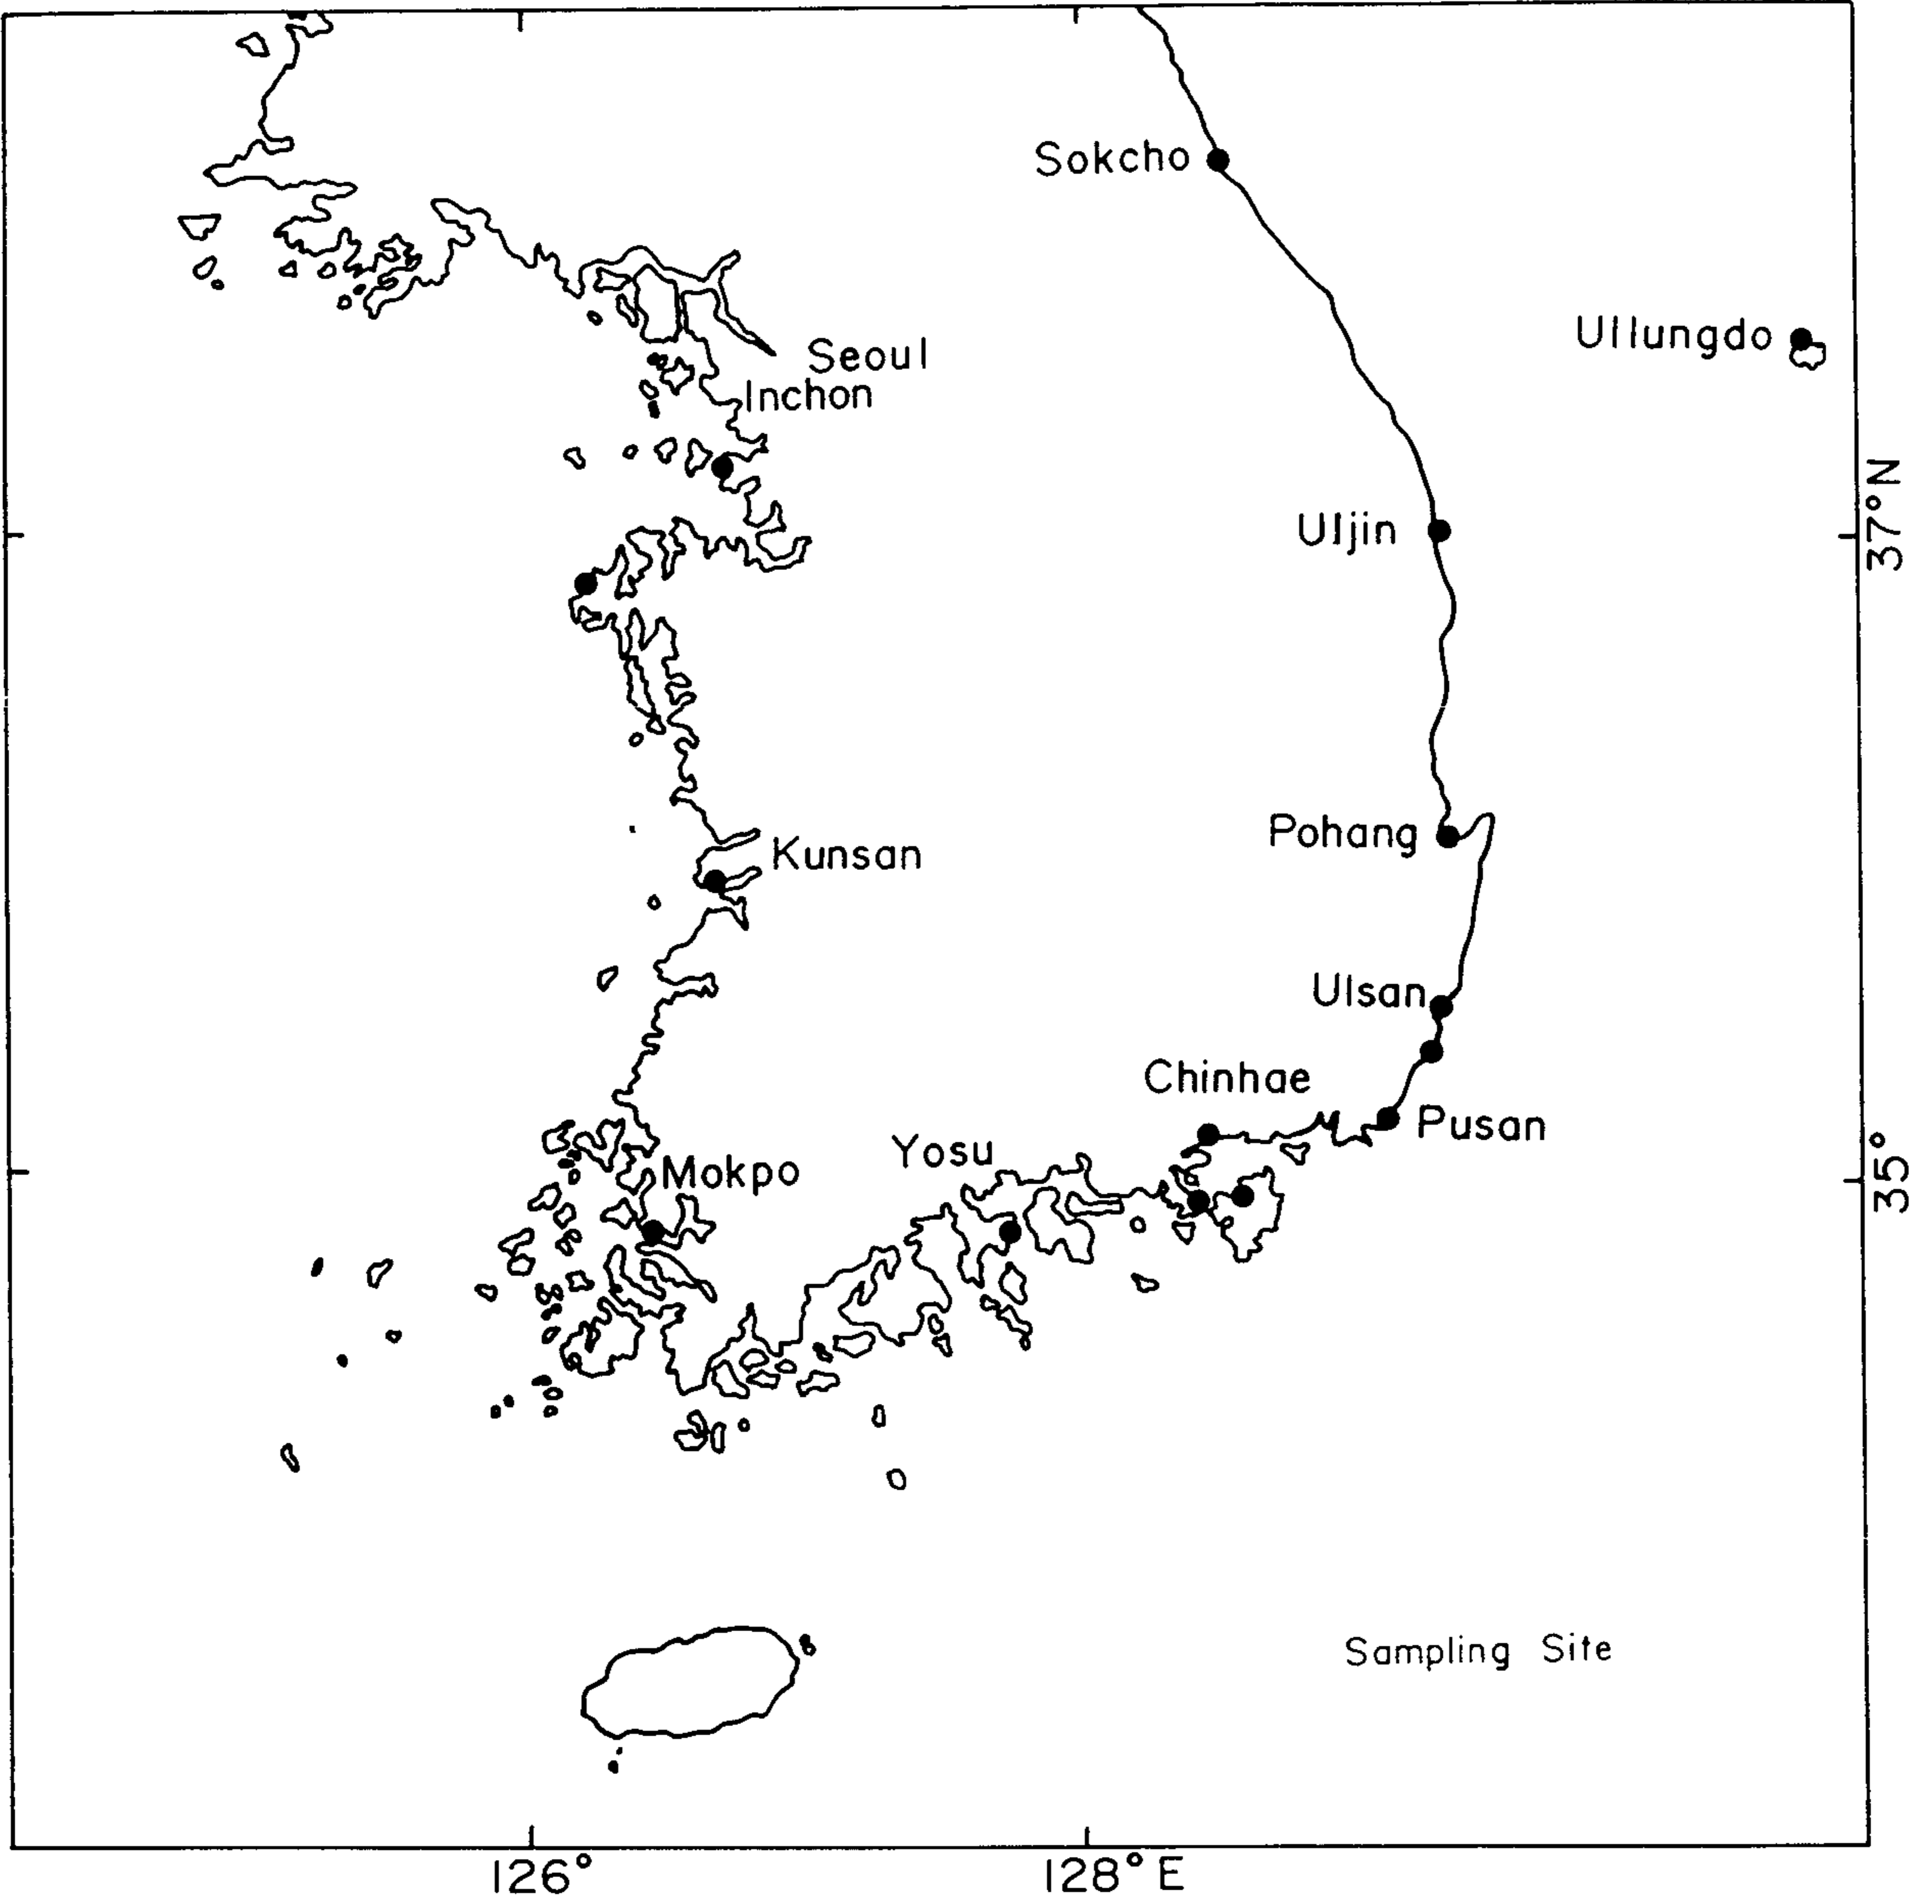 Sokcho
Ullungdo
Seoul
Inchon
37°N
Uljin
Pohang
Kunsan
Ulsan
Chinhae
Pusan
Yosu
Mokpo
35°
Sampling Site
126°
128°E